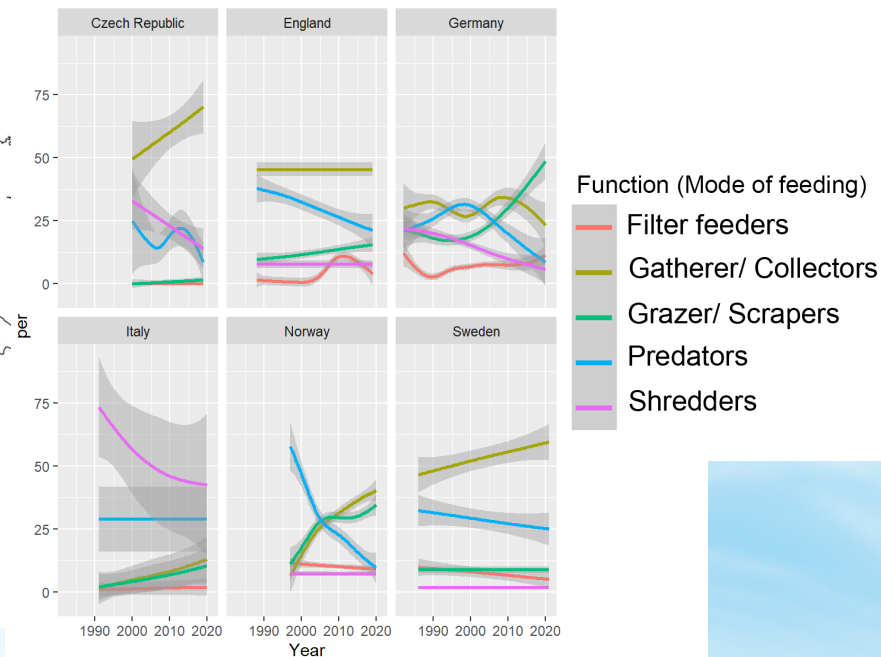 Czech Republic
England
Germany
75
50
25
0
per
Italy
Norway
Sweden
75
50
25
0
1990 2000 2010 2020
1990 2000 2010 2020
1990 2000 2010 2020
Year
Function (Mode of feeding)
Filter feeders
Gatherer/ Collectors
Grazer/ Scrapers
Predators
Shredders